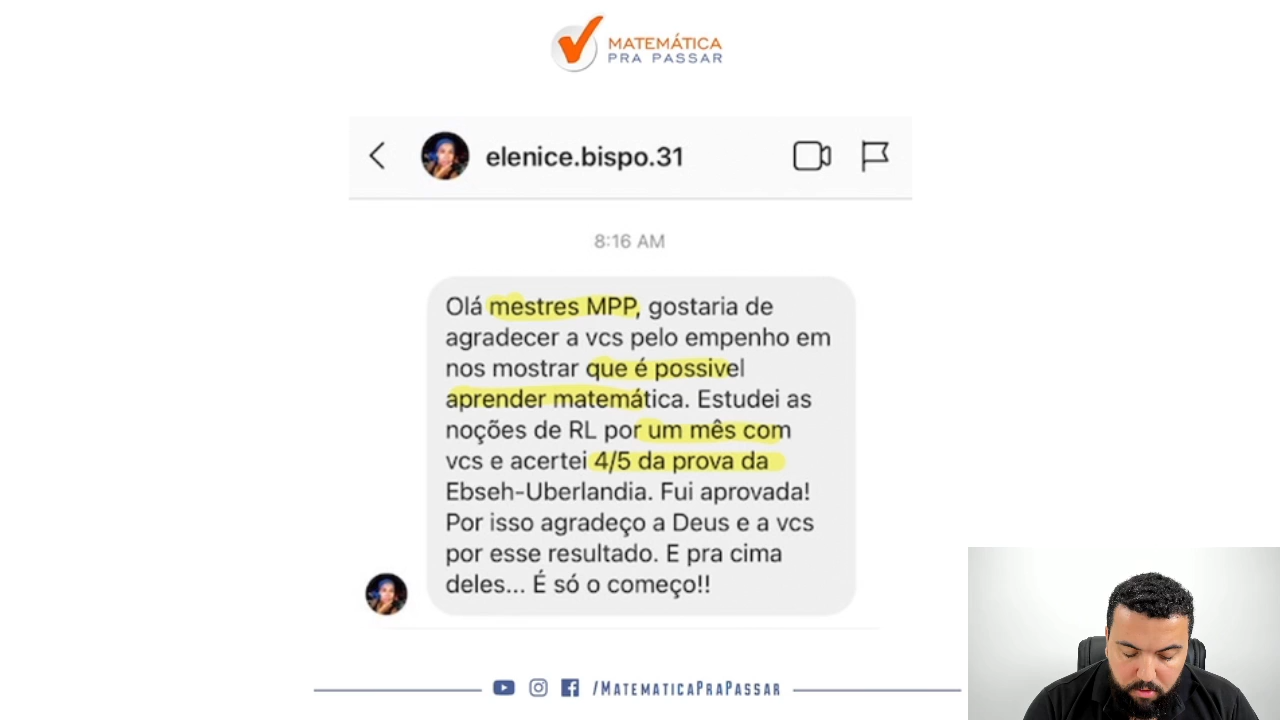 MATEMÁTICA
PRA PASSAR
elenice.bispo.31
8:16 AM
Olá mestres MPP, gostaria de
agradecer a vcs pelo empenho em
nos mostrar que é possivel
aprender matemática. Estudei as
noções de RL por um mês com
vcs e acertei 4/5 da prova da
Ebseh-Uberlandia. Fui aprovada!
Por isso agradeço a Deus e a vcs
por esse resultado. E pra cima
deles... É só o começo!!
/MATEMATICAPRAPASSAR